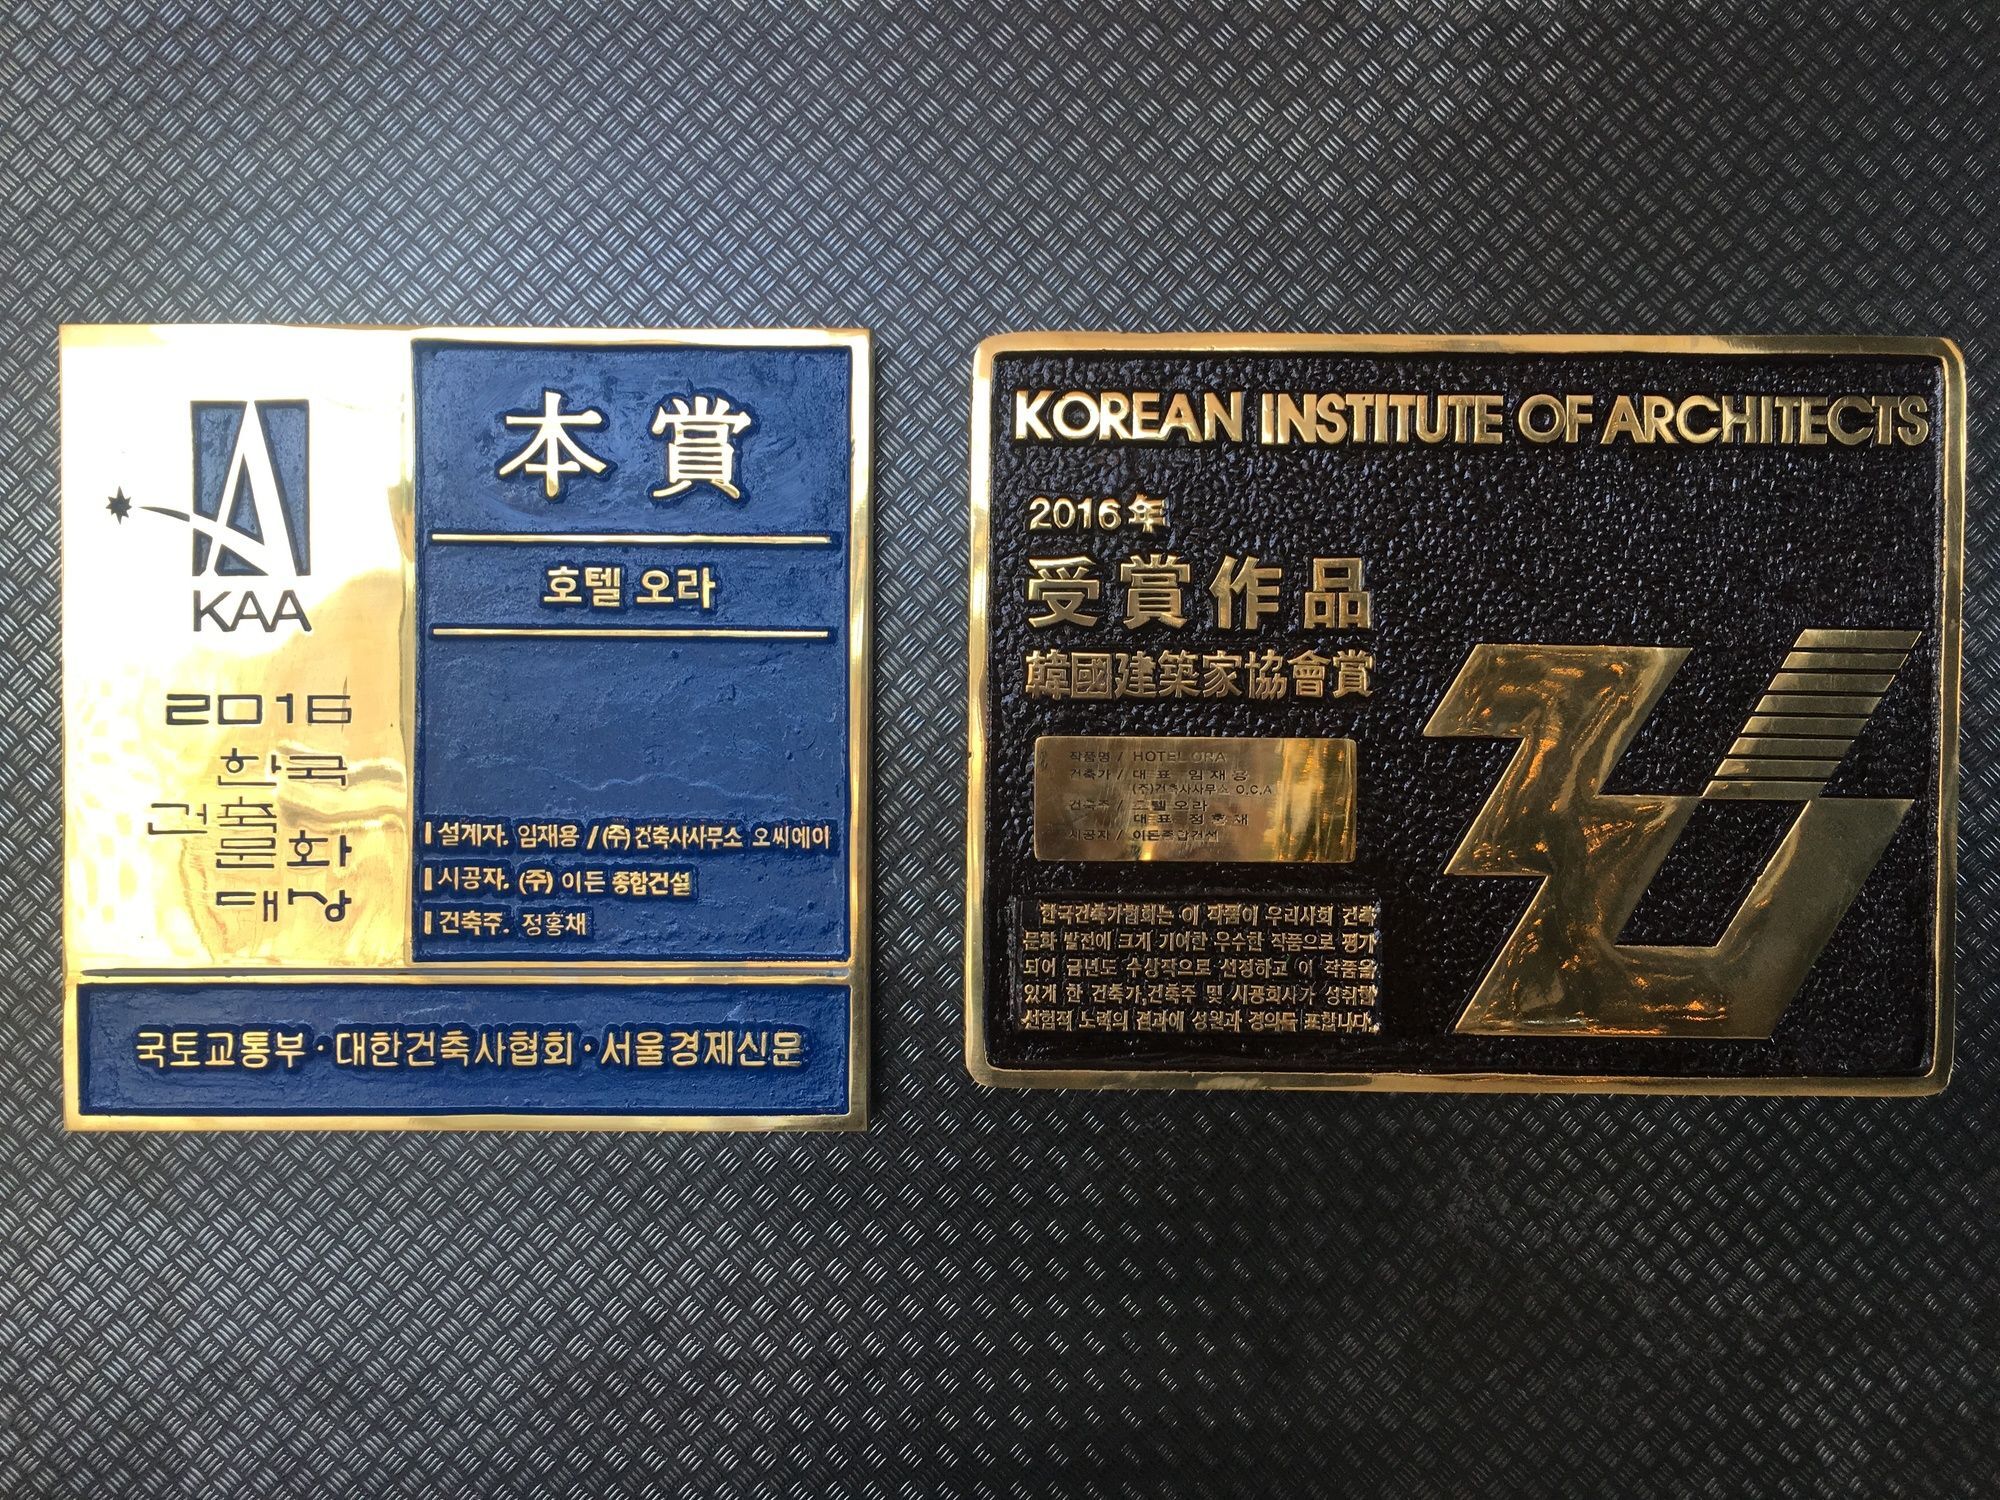 本賞
호텔 오라
KAA
2016
한국
건축
문화
대상
설계자. 임재용 / (주)건축사사무소 오씨에이
시공자. (주) 이든 종합건설
건축주. 정홍채
국토교통부·대한건축사협회·서울경제신문
KOREAN INSTITUTE OF ARCHITECTS
2016年
受賞作品
韓國建築家協會賞
작품명 / HOTEL ORA
건축가 / 대 표 임 재 용
(주)건축사사무소 O.C.A
건축주 / 호텔 오라
대 표 정 홍 채
시공자 / 이든종합건설
한국건축가협회는 이 작품이 우리사회 건축
문화 발전에 크게 기여한 우수한 작품으로 평가
되어 금년도 수상작으로 선정하고 이 작품을
있게 한 건축가,건축주 및 시공회사가 성취한
선험적 노력의 결과에 성원과 경의를 표합니다.